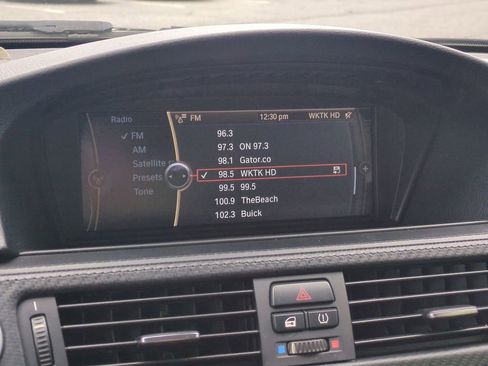 Radio
FM
AM
Satellite
Presets
Tone
FM 12:30 pm WKTK HD
96.3
97.3 ON 97.3
98.1 Gator.co
98.5 WKTK HD
99.5 99.5
100.9 TheBeach
102.3 Buick